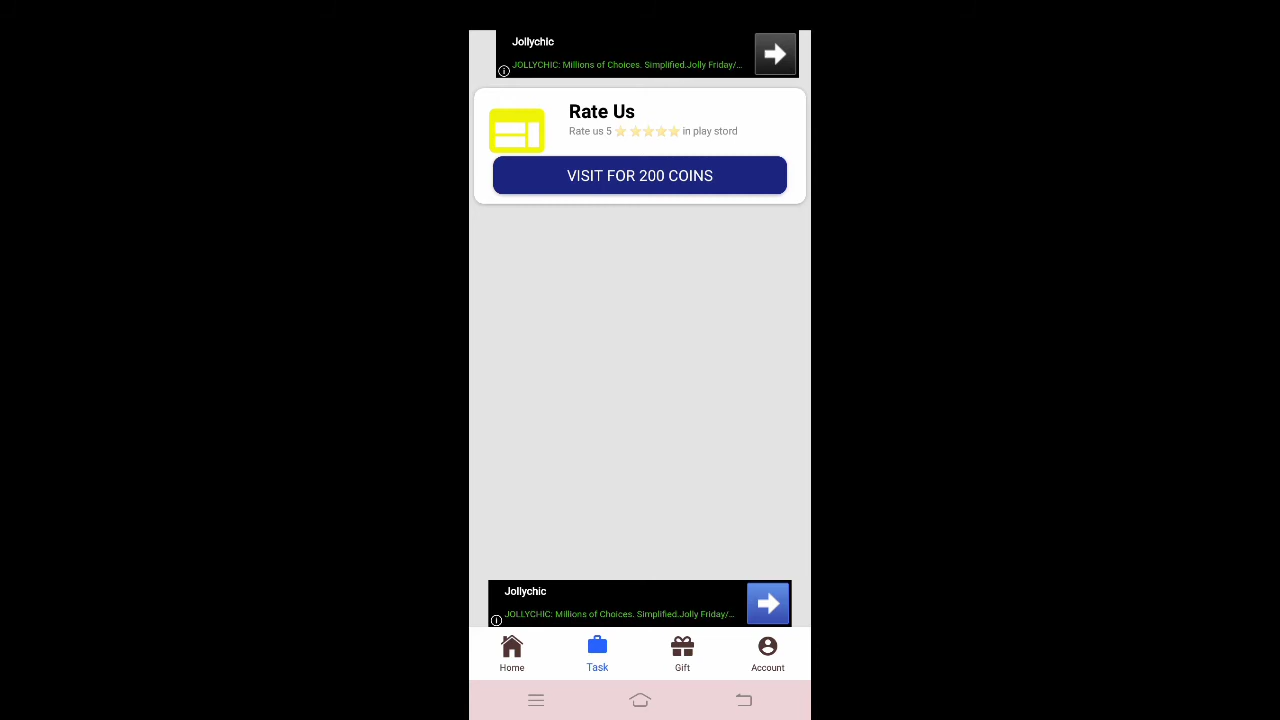 Jollychic
JOLLYCHIC: Millions of Choices. Simplified.Jolly Friday/...
Rate Us
Rate us 5 ⭐ ⭐⭐⭐⭐ in play stord
VISIT FOR 200 COINS
Jollychic
JOLLYCHIC: Millions of Choices. Simplified.Jolly Friday/...
Home
Task
Gift
Account